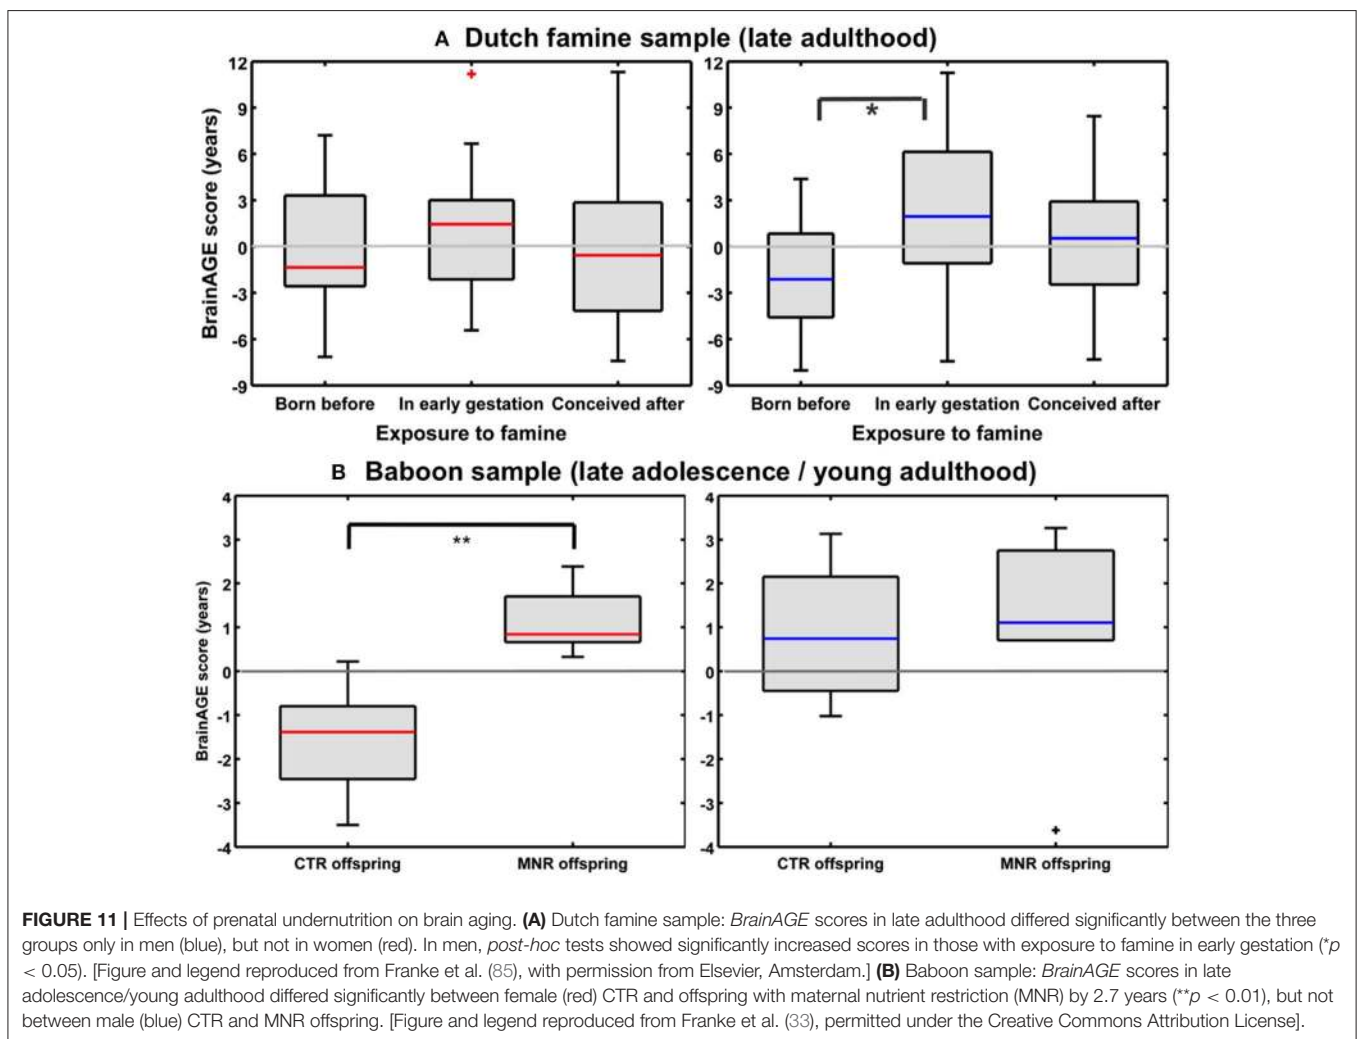 A Dutch famine sample (late adulthood)
BrainAGE score (years)
12
9
6
3
0
-3
-6
-9
Born before In early gestation Conceived after
Exposure to famine
*
12
9
6
3
0
-3
-6
-9
Born before In early gestation Conceived after
Exposure to famine
B Baboon sample (late adolescence / young adulthood)
BrainAGE score (years)
4
3
2
1
0
-1
-2
-3
-4
**
CTR offspring MNR offspring
4
3
2
1
0
-1
-2
-3
-4
CTR offspring MNR offspring
FIGURE 11 | Effects of prenatal undernutrition on brain aging. (A) Dutch famine sample: BrainAGE scores in late adulthood differed significantly between the three
groups only in men (blue), but not in women (red). In men, post-hoc tests showed significantly increased scores in those with exposure to famine in early gestation (*p
< 0.05). [Figure and legend reproduced from Franke et al. (85), with permission from Elsevier, Amsterdam.] (B) Baboon sample: BrainAGE scores in late
adolescence/young adulthood differed significantly between female (red) CTR and offspring with maternal nutrient restriction (MNR) by 2.7 years (**p < 0.01), but not
between male (blue) CTR and MNR offspring. [Figure and legend reproduced from Franke et al. (33), permitted under the Creative Commons Attribution License].